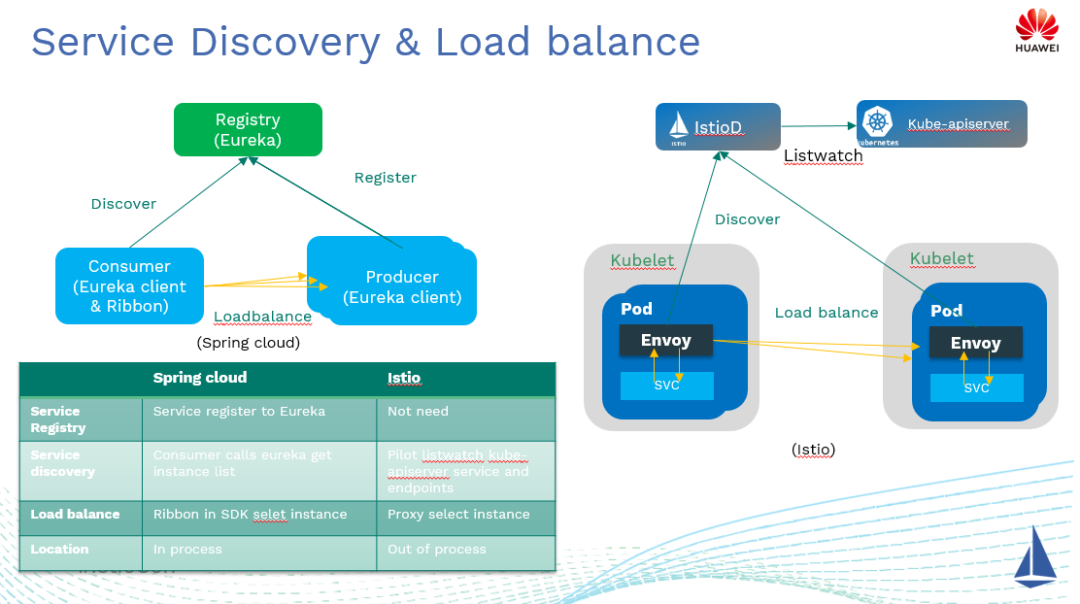 Service Discovery & Load balance
HUAWEI
Registry
(Eureka)
Discover
Register
Consumer
(Eureka client
& Ribbon)
Producer
(Eureka client)
Loadbalance
(Spring cloud)
IstioD
ISTIO
Kube-apiserver
kubernetes
Listwatch
Discover
Kubelet
Pod
Envoy
svc
Load balance
Kubelet
Pod
Envoy
svc
(Istio)
Spring cloud Istio
Service Service register to Eureka Not need
Registry
Service Consumer calls eureka get Pilot listwatch kube-
discovery instance list apiserver service and
endpoints
Load balance Ribbon in SDK selet instance Proxy select instance
Location In process Out of process